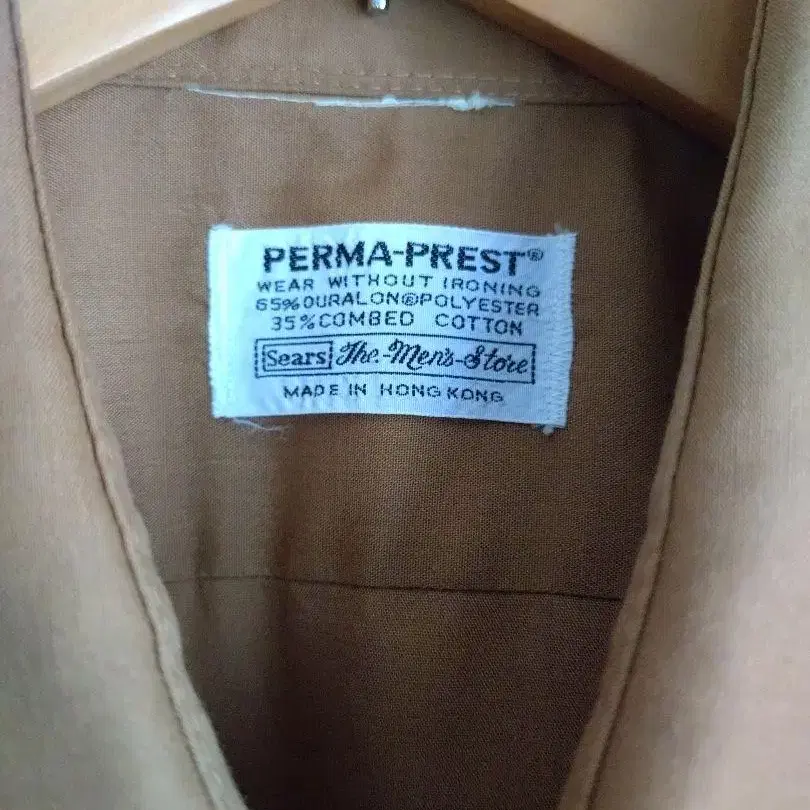 PERMA-PREST®
WEAR WITHOUT IRONING
65% DURALON® POLYESTER
35% COMBED COTTON
Sears The-Men's-Store
MADE IN HONG KONG